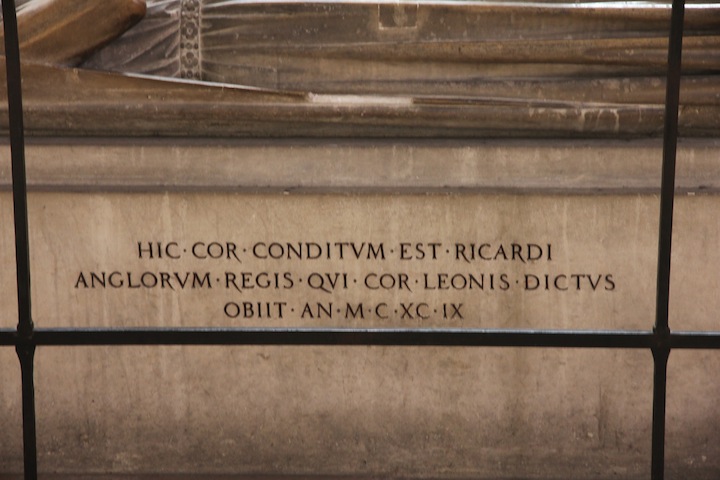 HIC·COR·CONDITVM·EST·RICARDI
ANGLORVM·REGIS·QVI·COR·LEONIS·DICTVS
OBIIT·AN·M·C·XC·IX